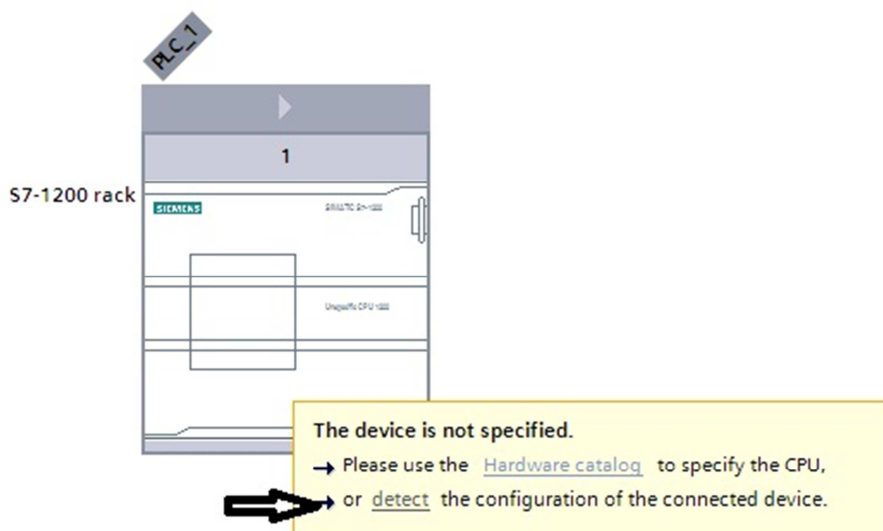 PLC_1
1
S7-1200 rack
SIEMENS
SIMATIC S7-1200
Unspecific CPU 1200
The device is not specified.
Please use the Hardware catalog to specify the CPU,
or detect the configuration of the connected device.